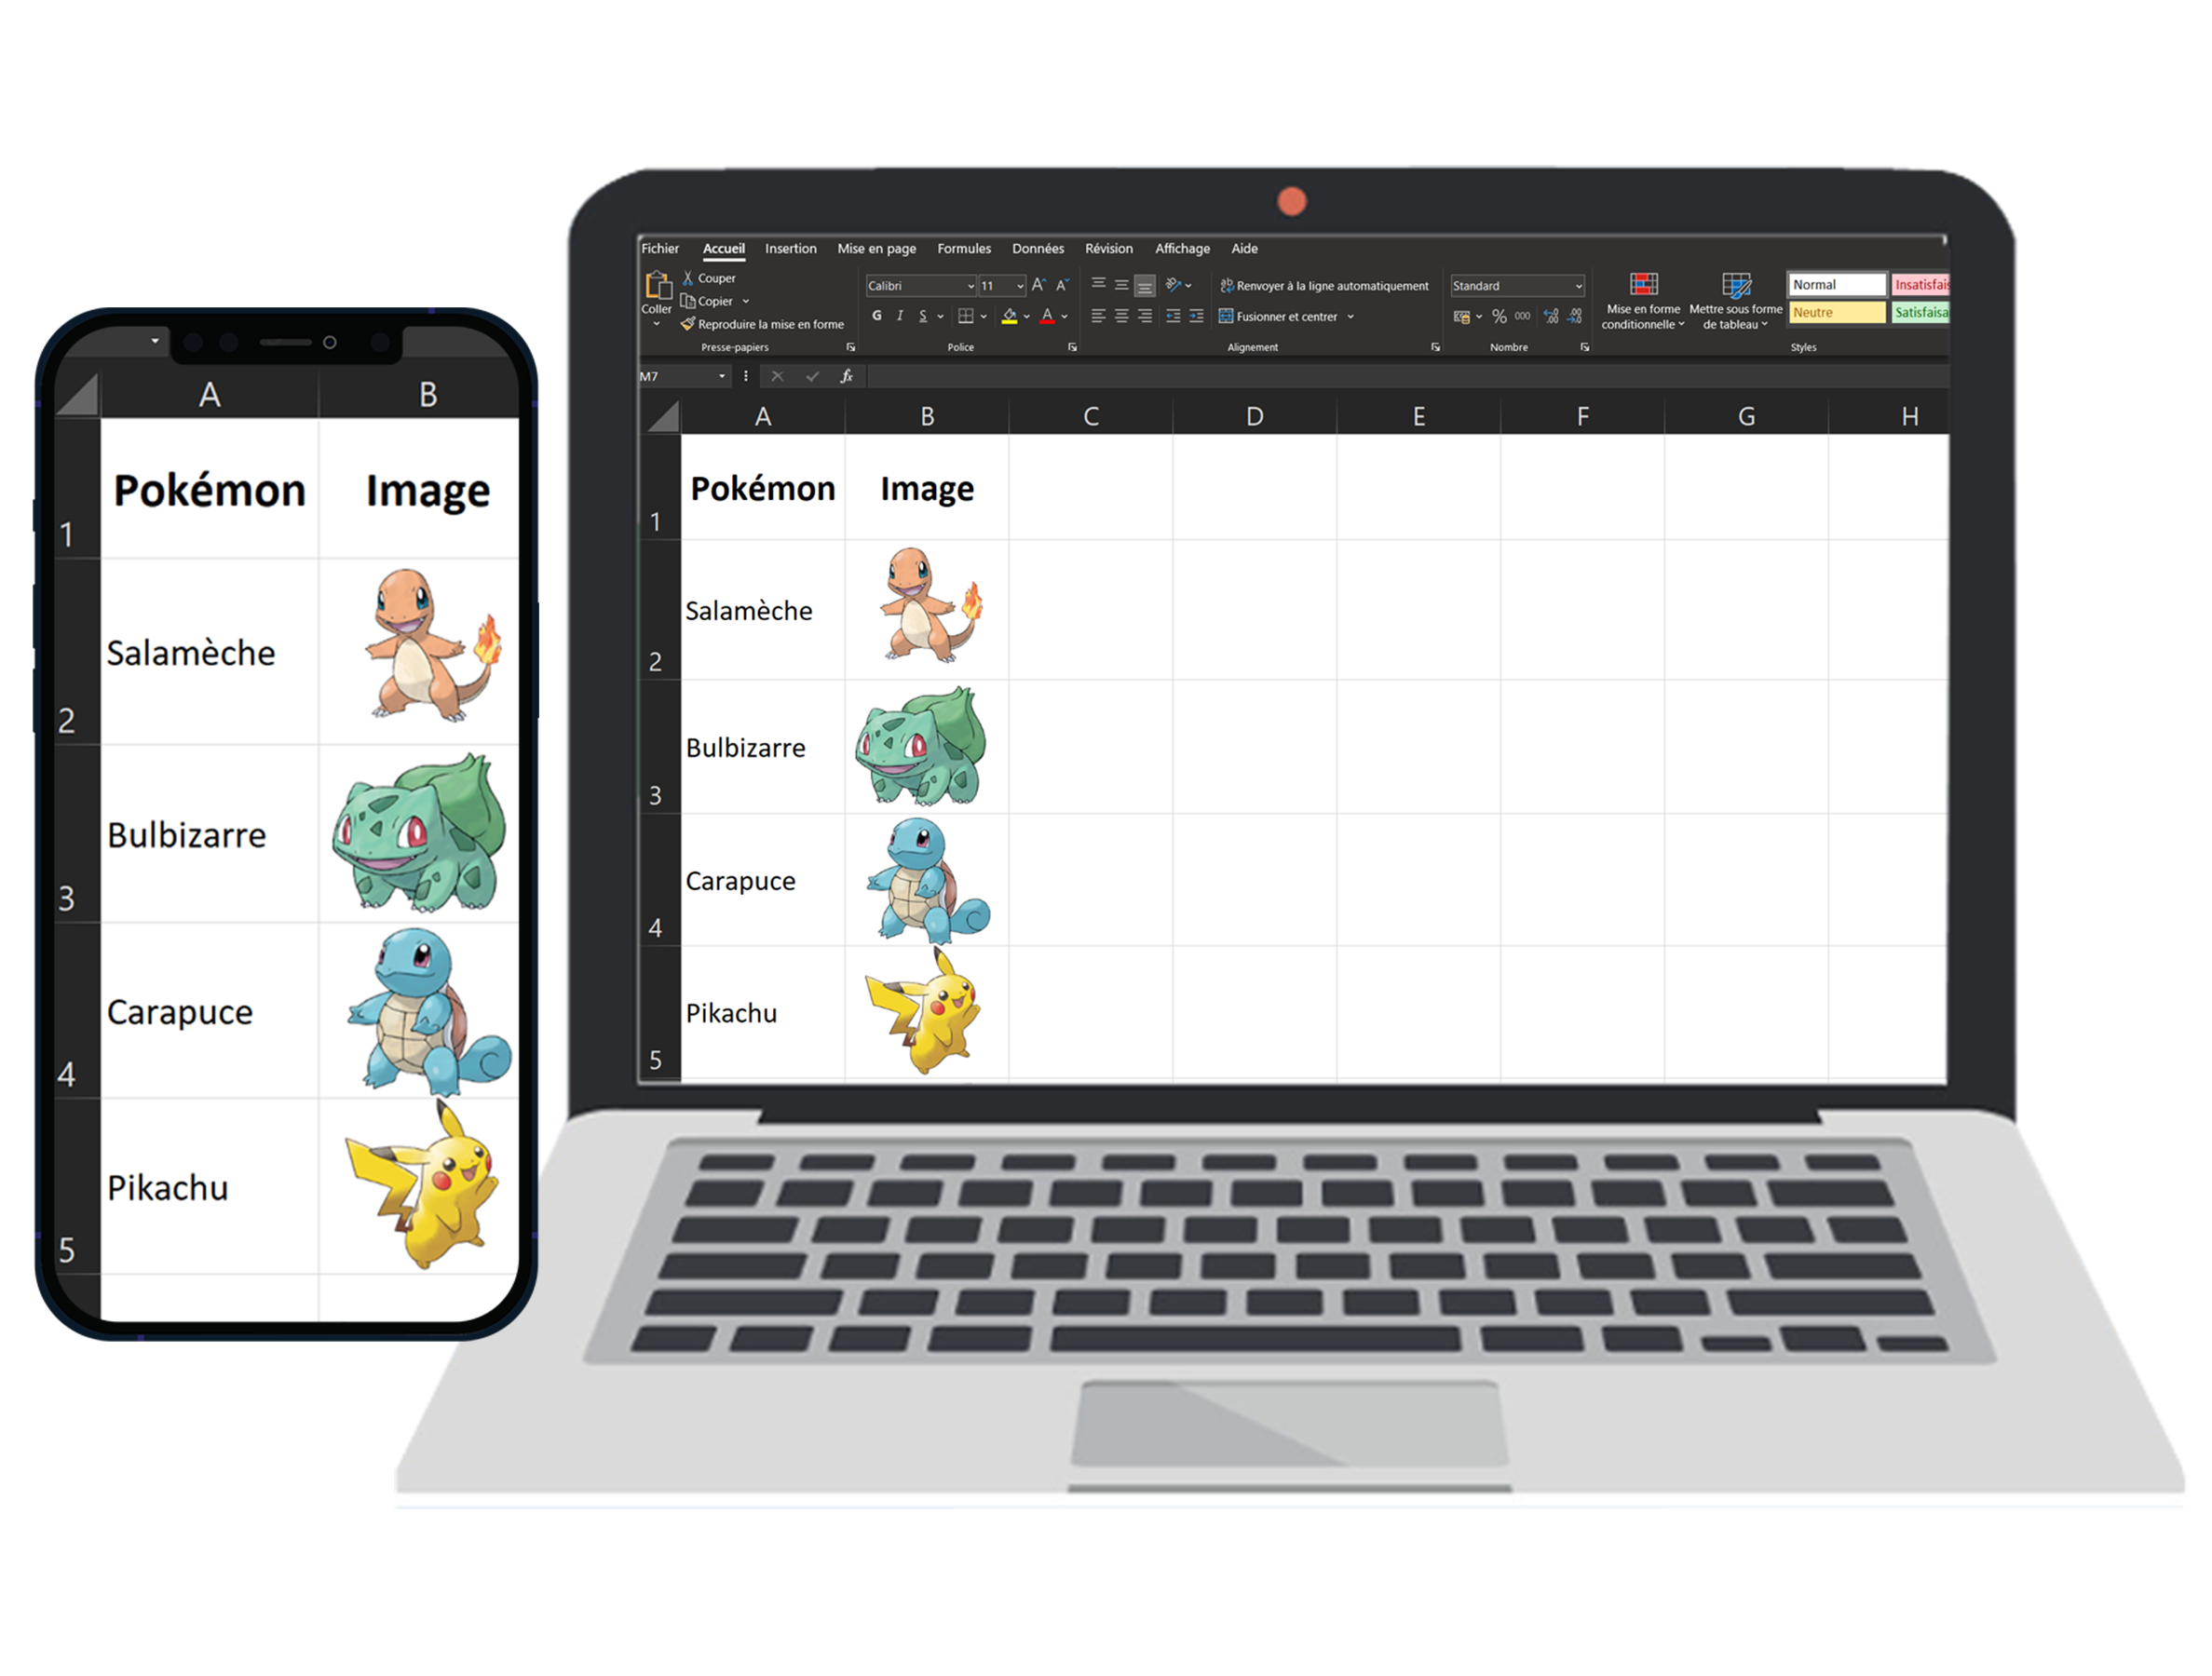 A B
Pokémon Image
1
Salamèche
2
Bulbizarre
3
Carapuce
4
Pikachu
5
Fichier Accueil Insertion Mise en page Formules Données Révision Affichage Aide
Coller
Couper
Copier
Reproduire la mise en forme
Presse-papiers
Calibri 11 A A
G I S A
Police
ab Renvoyer à la ligne automatiquement
Fusionner et centrer
Alignement
Standard
% 000
Nombre
Mise en forme
conditionnelle
Mettre sous forme
de tableau
Normal Insatisfais
Neutre Satisfaisa
Styles
M7 fx
A B C D E F G H
Pokémon Image
1
Salamèche
2
Bulbizarre
3
Carapuce
4
Pikachu
5